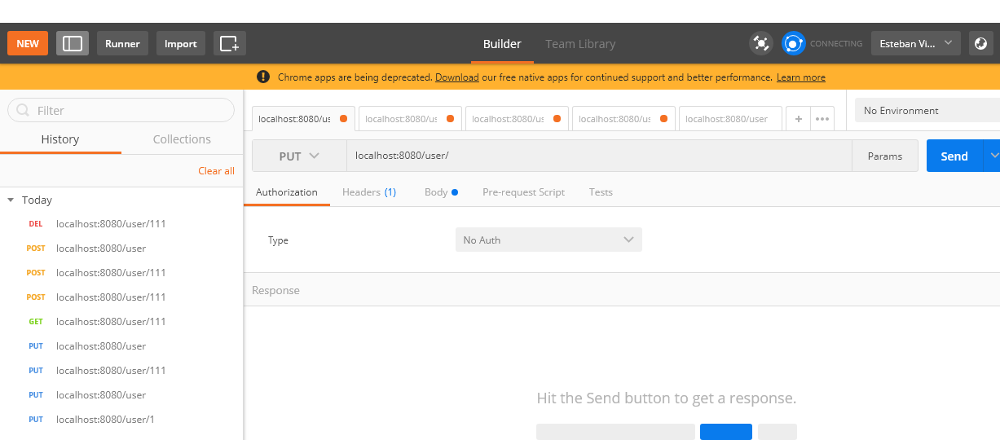 NEW Runner Import Builder Team Library CONNECTING Esteban Vi...
! Chrome apps are being deprecated. Download our free native apps for continued support and better performance. Learn more
Filter
History Collections
Clear all
Today
DEL localhost:8080/user/111
POST localhost:8080/user
POST localhost:8080/user/111
POST localhost:8080/user/111
GET localhost:8080/user/111
PUT localhost:8080/user
PUT localhost:8080/user/111
PUT localhost:8080/user
PUT localhost:8080/user/1
localhost:8080/us localhost:8080/us localhost:8080/us localhost:8080/us localhost:8080/user + ••• No Environment
PUT localhost:8080/user/ Params Send
Authorization Headers (1) Body Pre-request Script Tests
Type No Auth
Response
Hit the Send button to get a response.